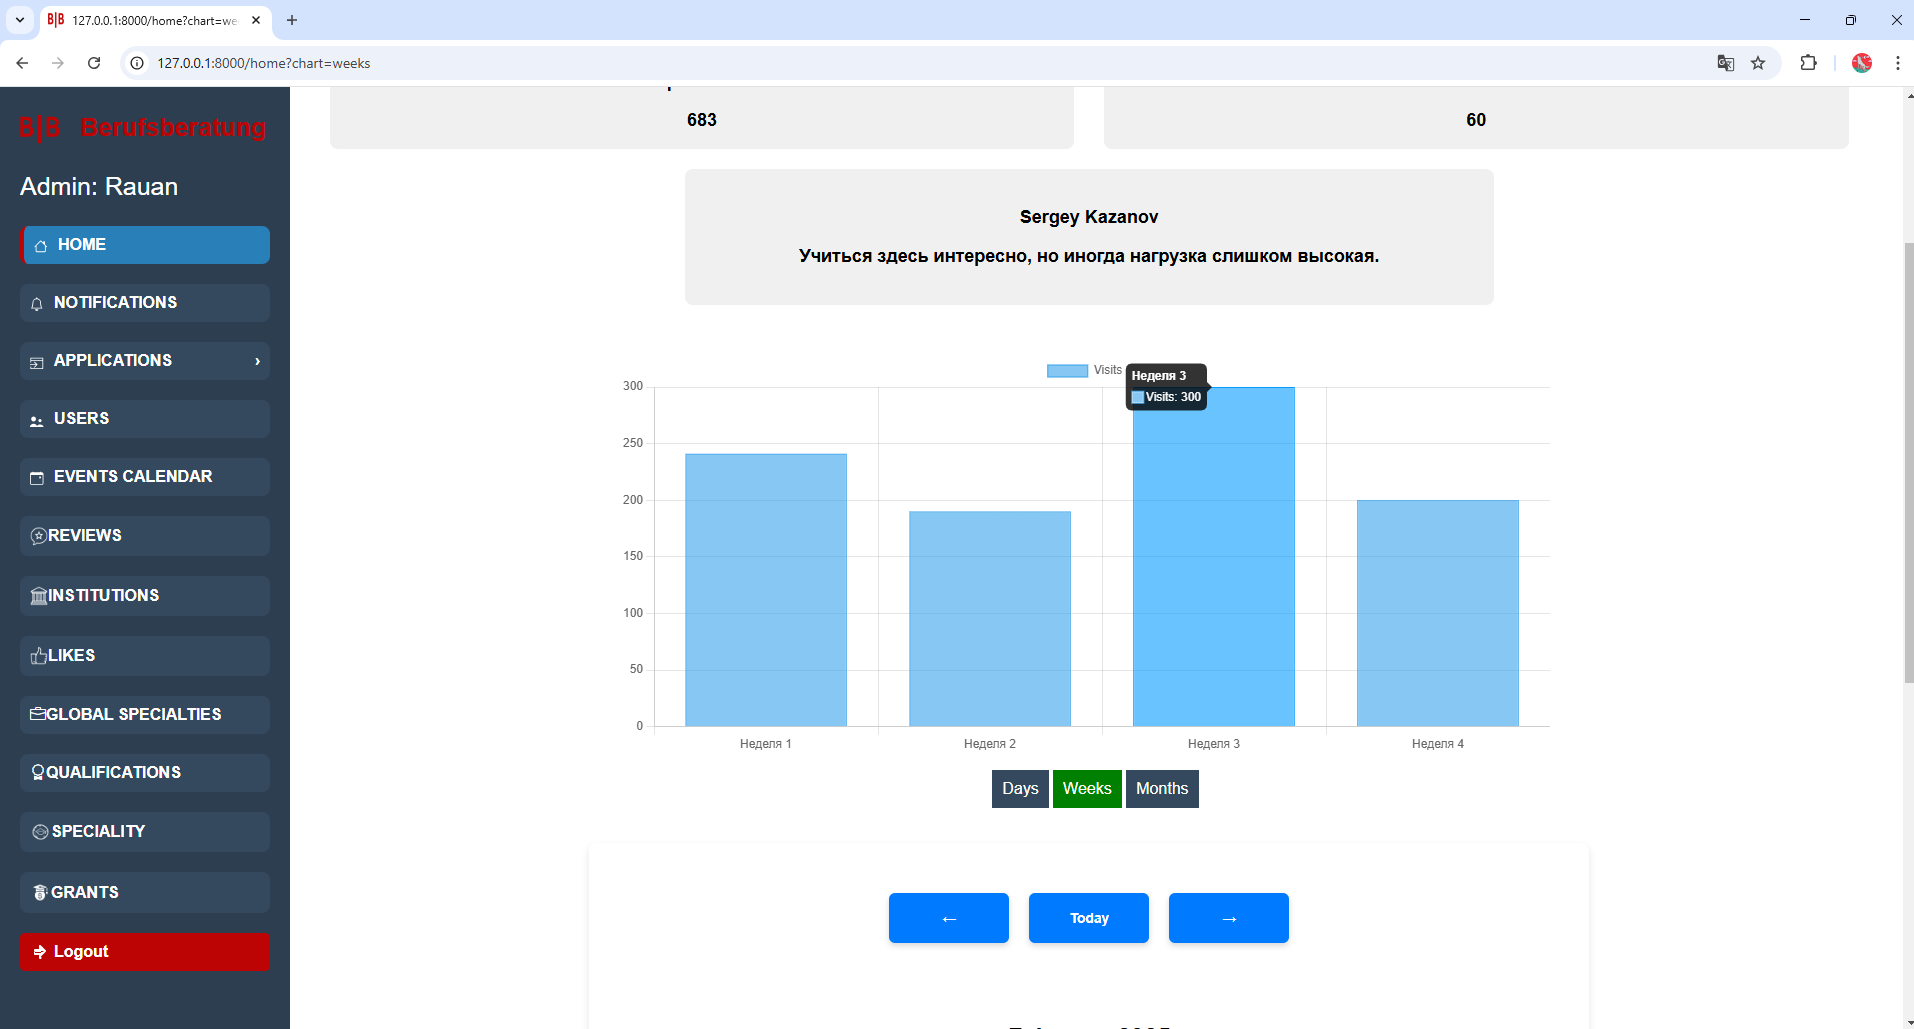 127.0.0.1:8000/home?chart=we
127.0.0.1:8000/home?chart=weeks
B|B Berufsberatung
Admin: Rauan
HOME
NOTIFICATIONS
APPLICATIONS ›
USERS
EVENTS CALENDAR
REVIEWS
INSTITUTIONS
LIKES
GLOBAL SPECIALTIES
QUALIFICATIONS
SPECIALITY
GRANTS
Logout
683
60
Sergey Kazanov
Учиться здесь интересно, но иногда нагрузка слишком высокая.
Visits
Неделя 3
Visits: 300
300
250
200
150
100
50
0
Неделя 1
Неделя 2
Неделя 3
Неделя 4
Days Weeks Months
← Today →